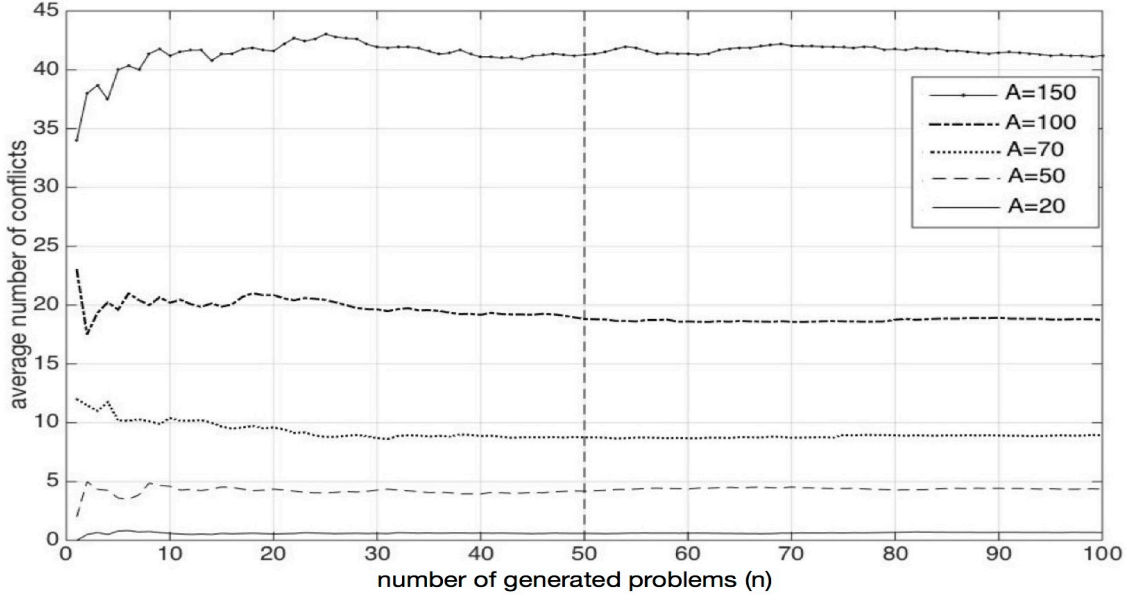 45
40
35
30
25
20
15
10
5
0
average number of conflicts
A=150
A=100
A=70
A=50
A=20
0 10 20 30 40 50 60 70 80 90 100
number of generated problems (n)